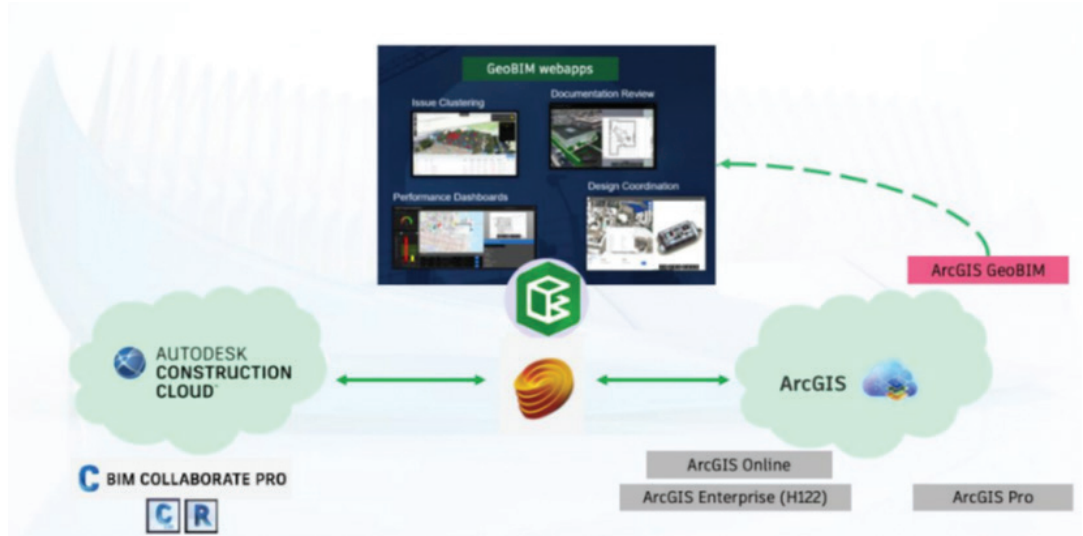 GeoBIM webapps
Issue Clustering
Documentation Review
Performance Dashboards
Design Coordination
ArcGIS GeoBIM
AUTODESK
CONSTRUCTION
CLOUD
ArcGIS
C BIM COLLABORATE PRO
C R
ArcGIS Online
ArcGIS Enterprise (H122)
ArcGIS Pro